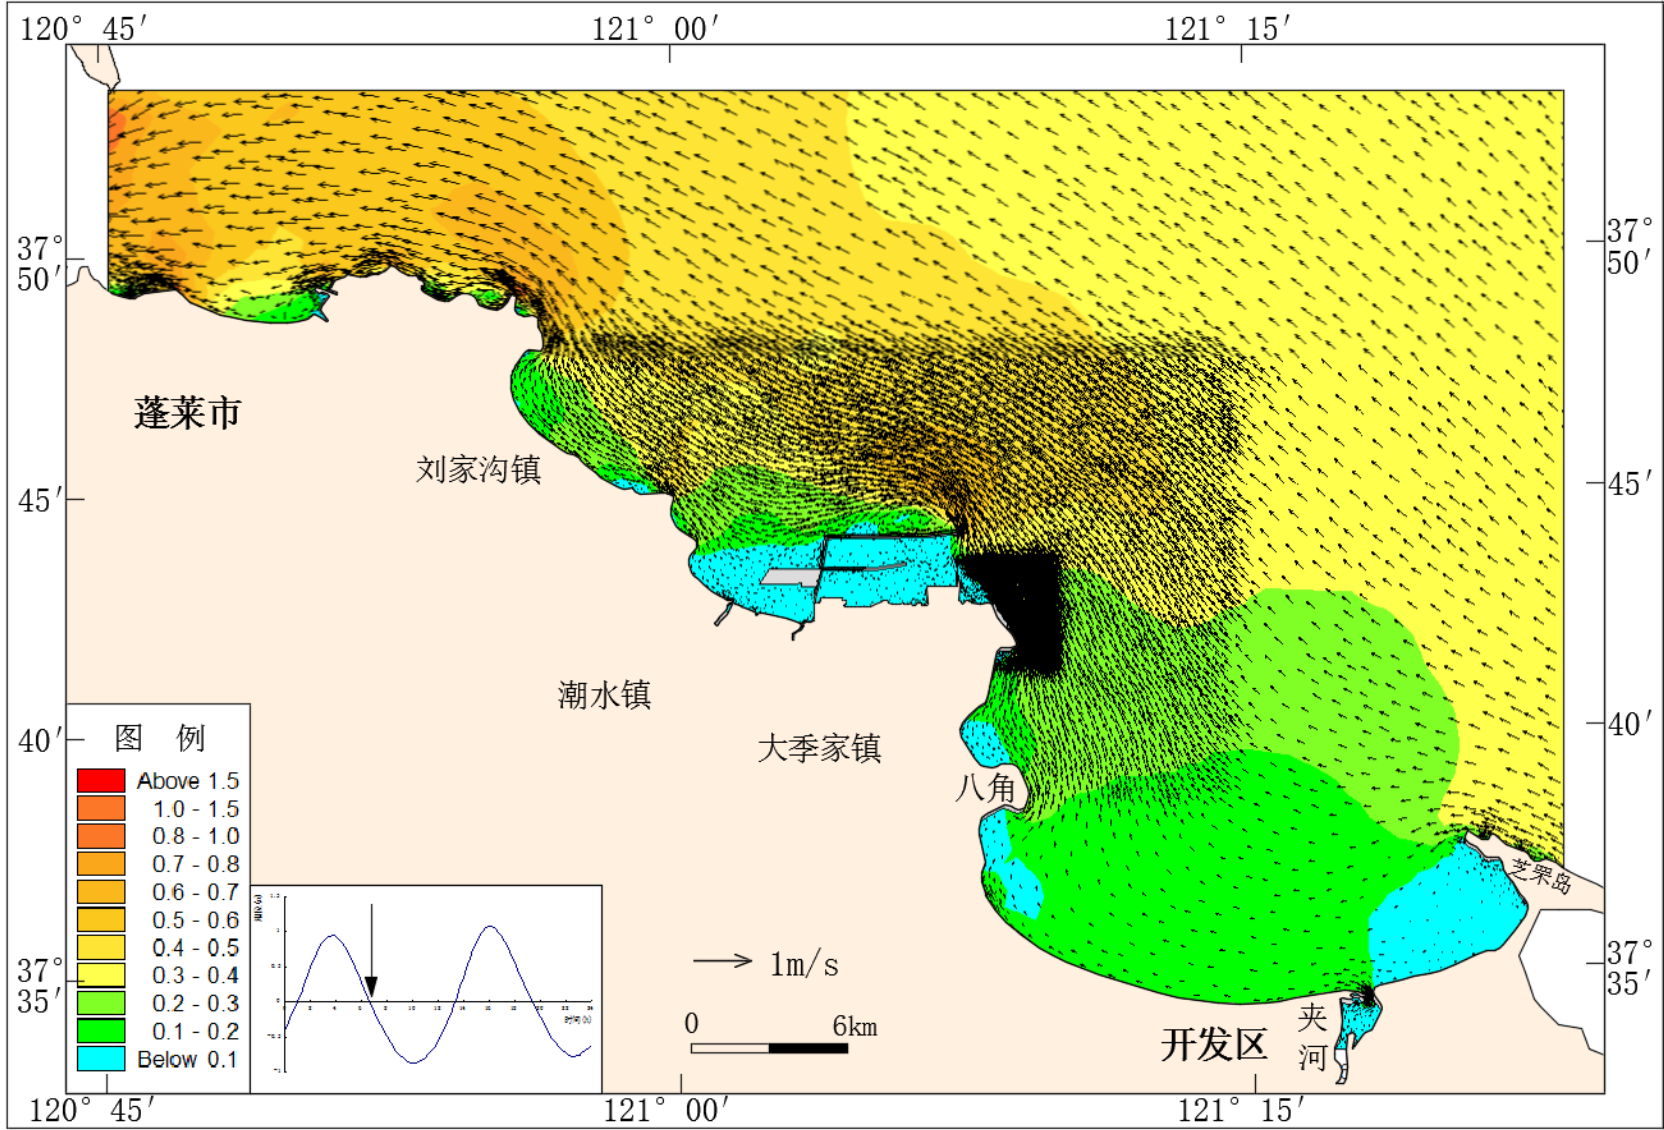 120° 45′
121° 00′
121° 15′
37°
50′
37°
50′
蓬莱市
刘家沟镇
45′
45′
潮水镇
大季家镇
八角
40′
40′
芝罘岛
图 例
Above 1.5
1.0 - 1.5
0.8 - 1.0
0.7 - 0.8
0.6 - 0.7
0.5 - 0.6
0.4 - 0.5
0.3 - 0.4
0.2 - 0.3
0.1 - 0.2
Below 0.1
时间(h)
1m/s
0 6km
37°
35′
37°
35′
开发区
夹河
120° 45′
121° 00′
121° 15′